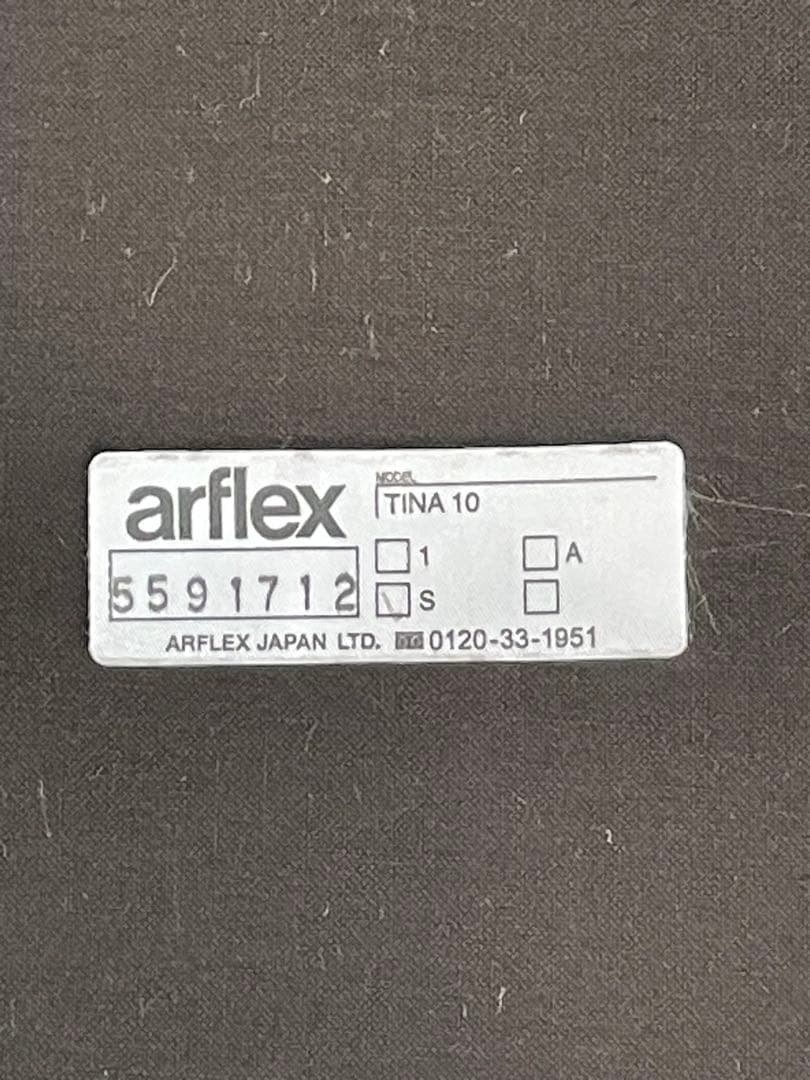 arflex
MODEL
TINA 10
5591712
1
A
S
ARFLEX JAPAN LTD. 0120-33-1951